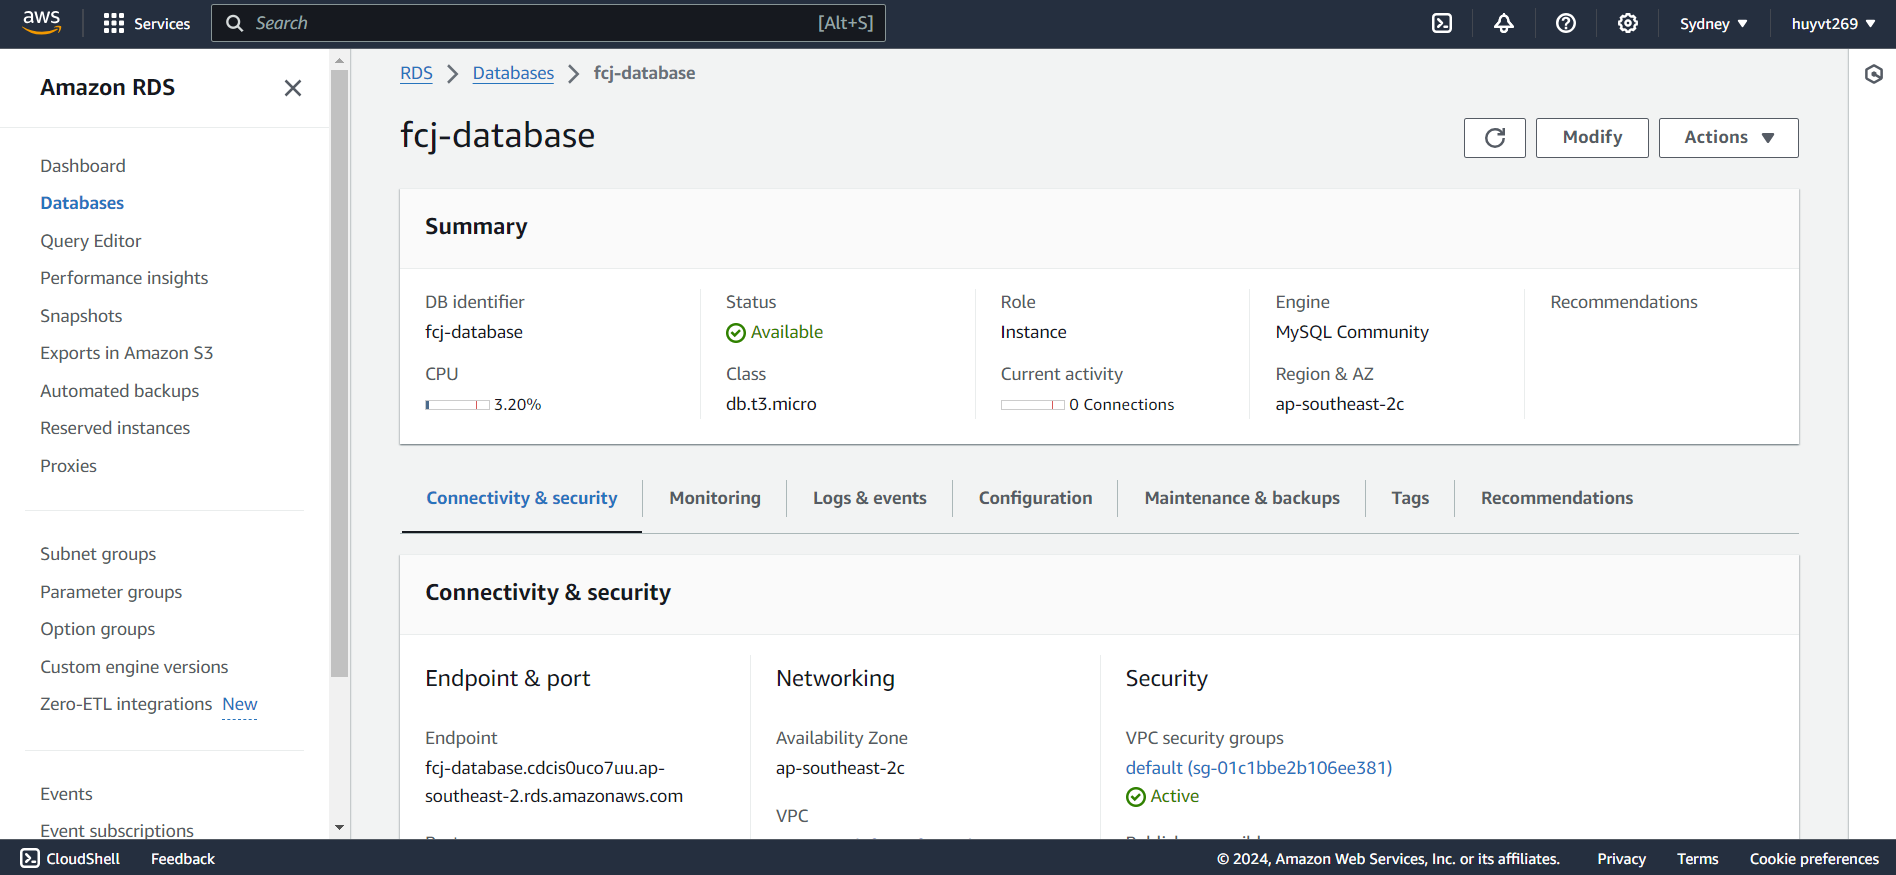 aws Services Search [Alt+S] Sydney huyvt269
Amazon RDS
Dashboard
Databases
Query Editor
Performance insights
Snapshots
Exports in Amazon S3
Automated backups
Reserved instances
Proxies
Subnet groups
Parameter groups
Option groups
Custom engine versions
Zero-ETL integrations New
Events
Event subscriptions
RDS Databases fcj-database
fcj-database
Modify Actions
Summary
DB identifier
fcj-database
CPU
3.20%
Status
Available
Class
db.t3.micro
Role
Instance
Current activity
0 Connections
Engine
MySQL Community
Region & AZ
ap-southeast-2c
Recommendations
Connectivity & security Monitoring Logs & events Configuration Maintenance & backups Tags Recommendations
Connectivity & security
Endpoint & port
Endpoint
fcj-database.cdcis0uco7uu.ap-
southeast-2.rds.amazonaws.com
Networking
Availability Zone
ap-southeast-2c
VPC
Security
VPC security groups
default (sg-01c1bbe2b106ee381)
Active
CloudShell Feedback © 2024, Amazon Web Services, Inc. or its affiliates. Privacy Terms Cookie preferences